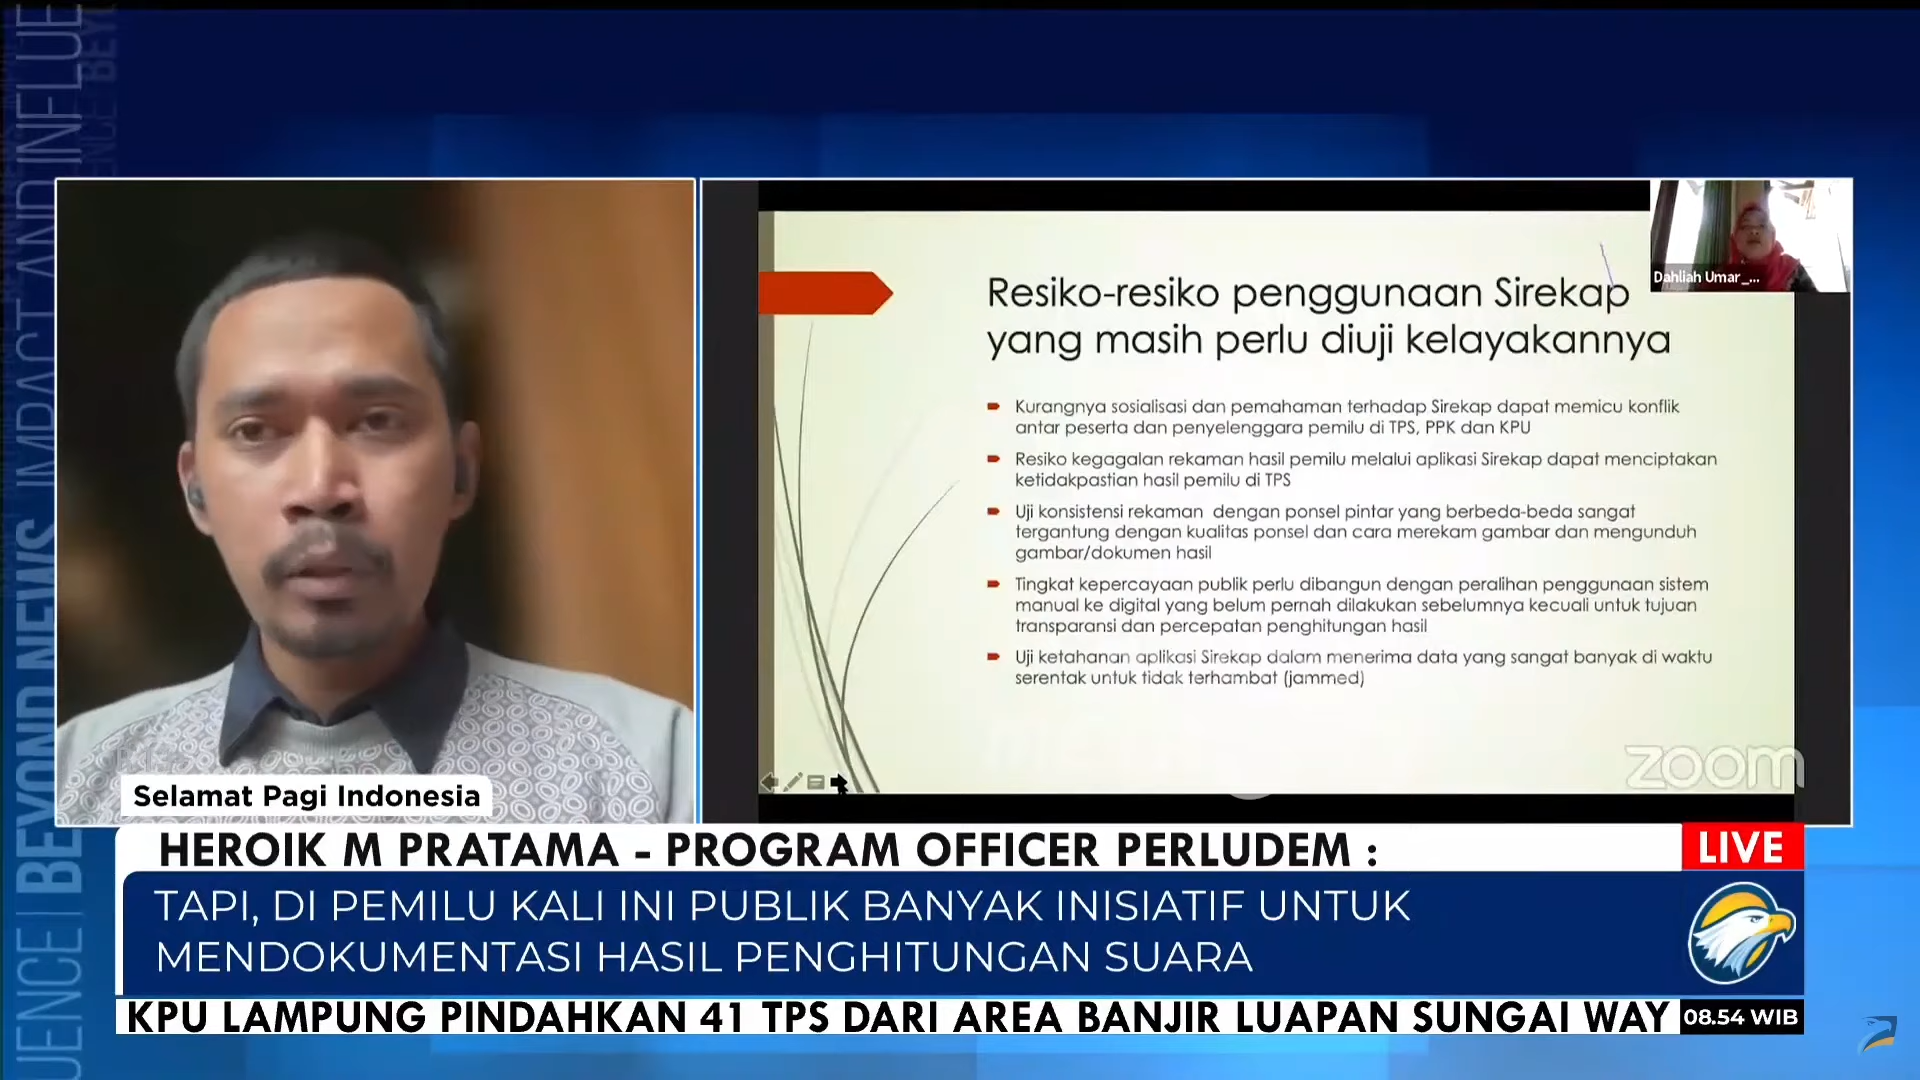 BEYOND NEWS, IMPACT AND INFLUENCE
Dahliah Umar_...
Resiko-resiko penggunaan Sirekap
yang masih perlu diuji kelayakannya
Kurangnya sosialisasi dan pemahaman terhadap Sirekap dapat memicu konflik
antar peserta dan penyelenggara pemilu di TPS, PPK dan KPU
Resiko kegagalan rekaman hasil pemilu melalui aplikasi Sirekap dapat menciptakan
ketidakpastian hasil pemilu di TPS
Uji konsistensi rekaman dengan ponsel pintar yang berbeda-beda sangat
tergantung dengan kualitas ponsel dan cara merekam gambar dan mengunduh
gambar/dokumen hasil
Tingkat kepercayaan publik perlu dibangun dengan peralihan penggunaan sistem
manual ke digital yang belum pernah dilakukan sebelumnya kecuali untuk tujuan
transparansi dan percepatan penghitungan hasil
Uji ketahanan aplikasi Sirekap dalam menerima data yang sangat banyak di waktu
serentak untuk tidak terhambat (jammed)
zoom
Selamat Pagi Indonesia
HEROIK M PRATAMA - PROGRAM OFFICER PERLUDEM :
LIVE
TAPI, DI PEMILU KALI INI PUBLIK BANYAK INISIATIF UNTUK
MENDOKUMENTASI HASIL PENGHITUNGAN SUARA
KPU LAMPUNG PINDAHKAN 41 TPS DARI AREA BANJIR LUAPAN SUNGAI WAY
08.54 WIB